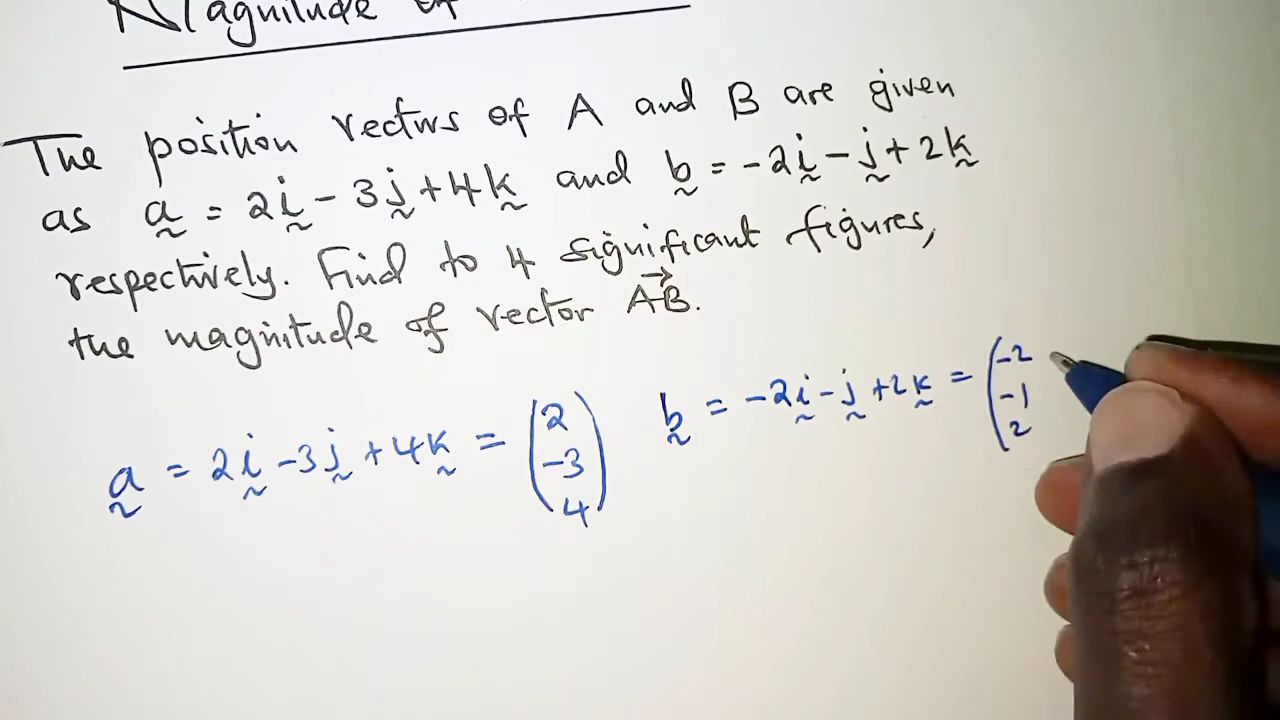 Magnitude of
The position vectors of A and B are given
as a = 2i - 3j + 4k and b = -2i - j + 2k
respectively. Find to 4 significant figures,
the magnitude of vector AB.
a = 2i - 3j + 4k = (2 -3 4)
b = -2i - j + 2k = (-2 -1 2